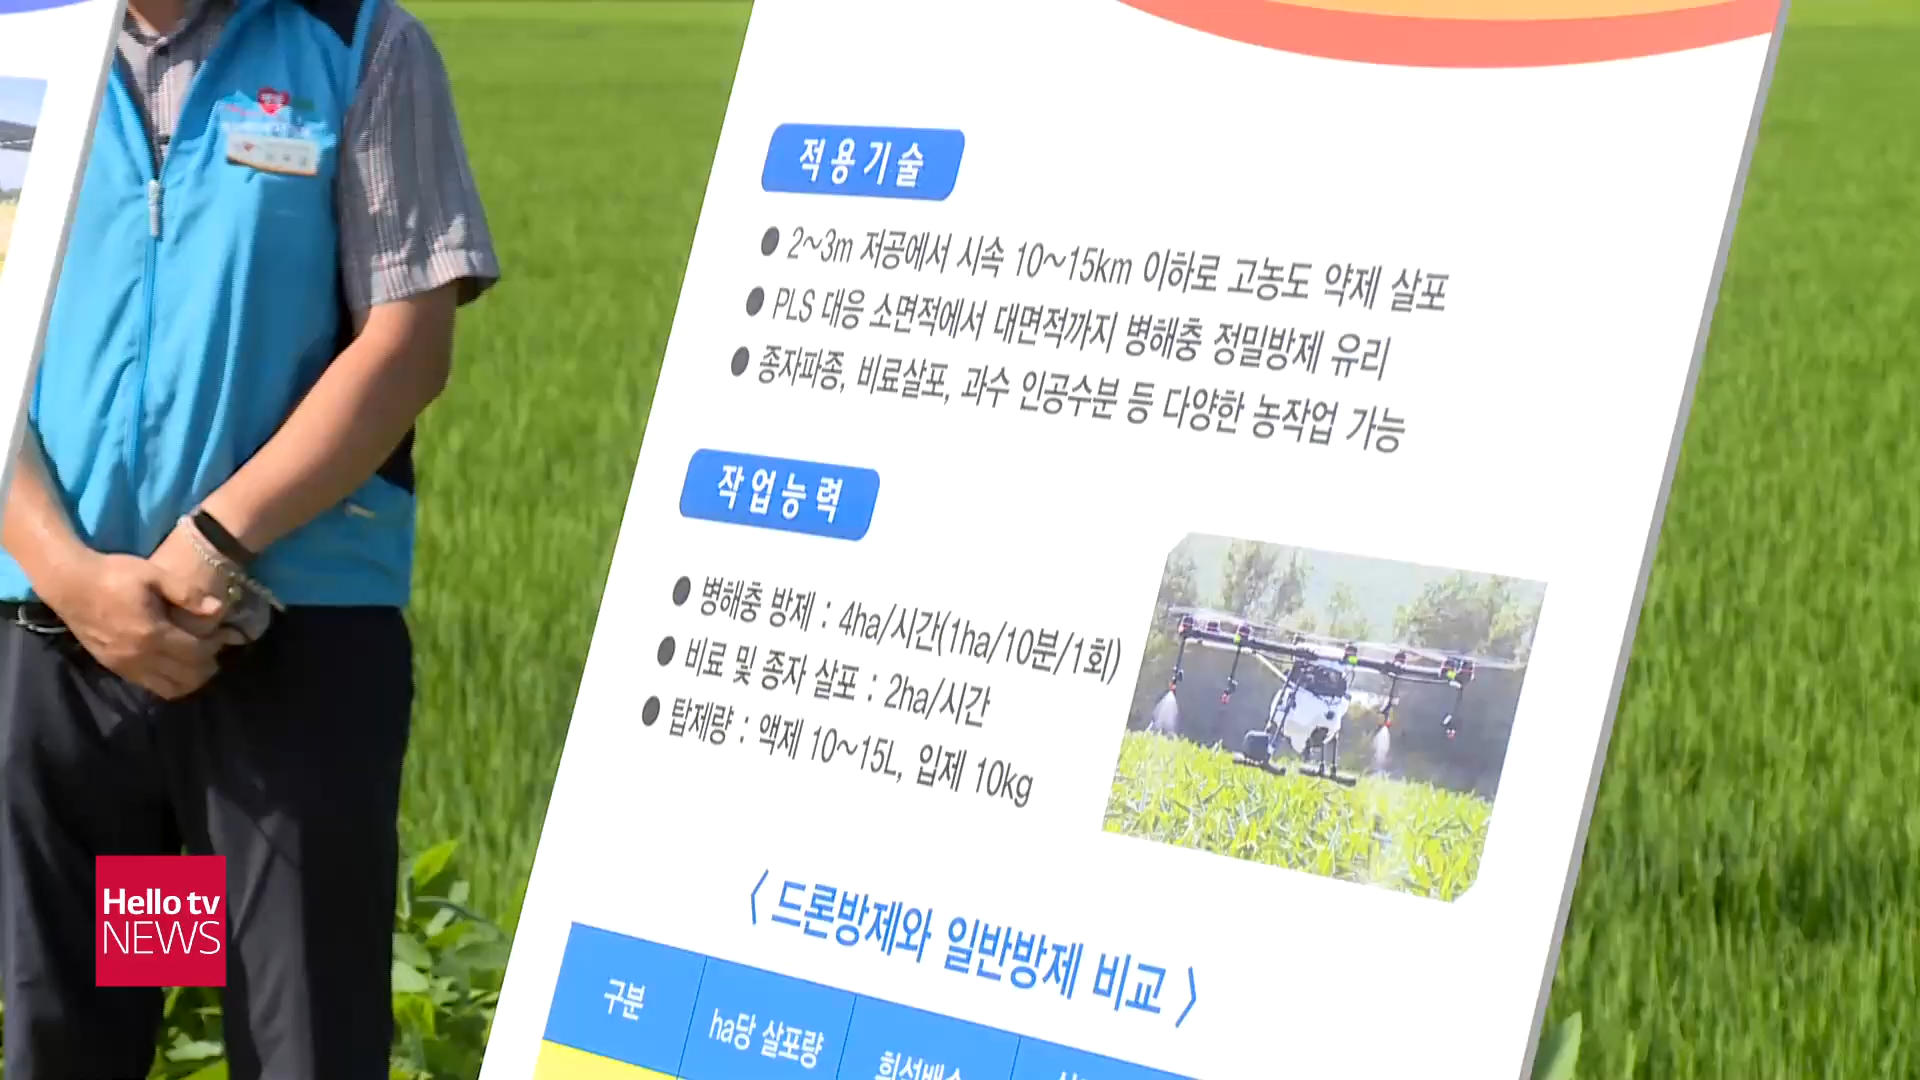 적용기술
● 2~3m 저공에서 시속 10~15km 이하로 고농도 약제 살포
● PLS 대응 소면적에서 대면적까지 병해충 정밀방제 유리
● 종자파종, 비료살포, 과수 인공수분 등 다양한 농작업 가능
작업능력
● 병해충 방제 : 4ha/시간(1ha/10분/1회)
● 비료 및 종자 살포 : 2ha/시간
● 탑제량 : 액제 10~15L, 입제 10kg
〈 드론방제와 일반방제 비교 〉
구분 ha당 살포량 희석배수
Hello tv
NEWS